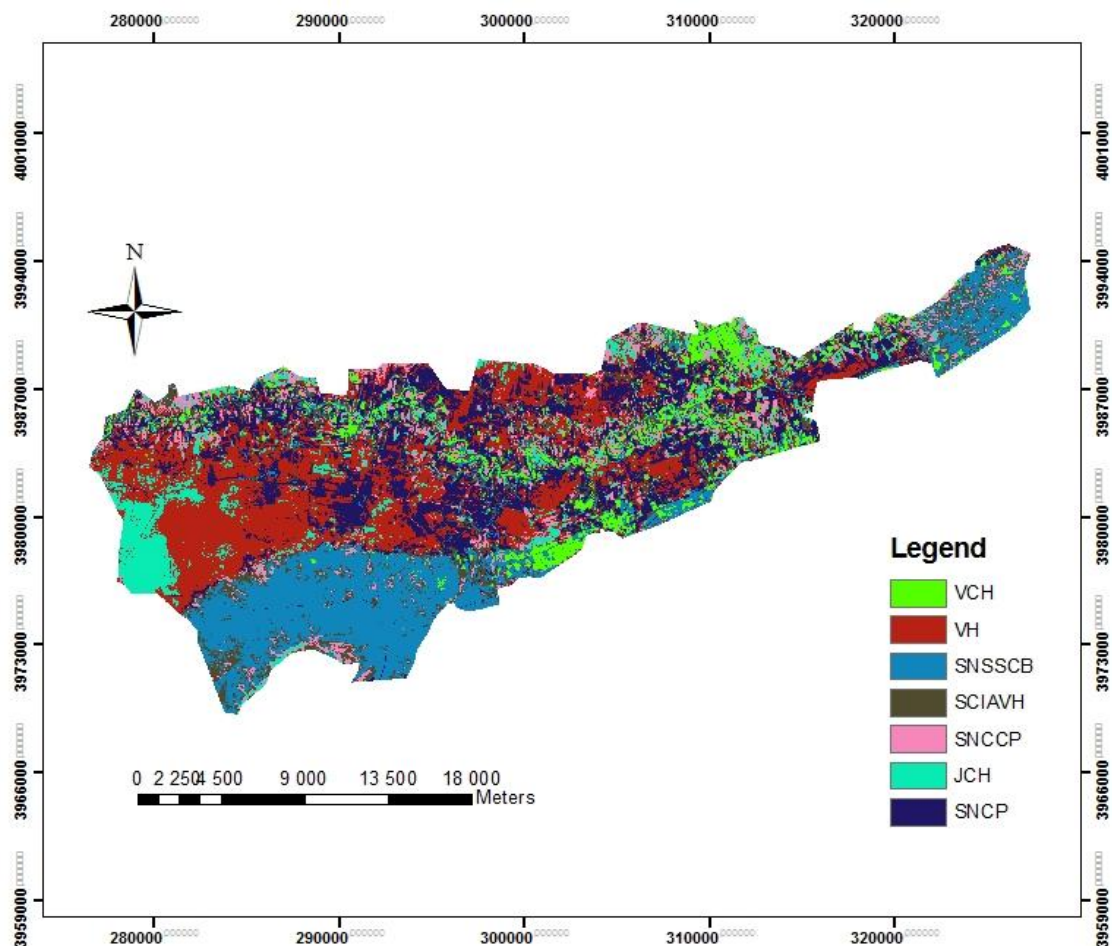 280000 290000 300000 310000 320000
4001000 4001000
N
3994000 3994000
3987000 3987000
3980000 3980000
Legend
VCH
VH
SNSSCB
SCIAVH
SNCCP
JCH
SNCP
3973000 3973000
0 2 250 4 500 9 000 13 500 18 000
Meters
3966000 3966000
3959000 3959000
280000 290000 300000 310000 320000